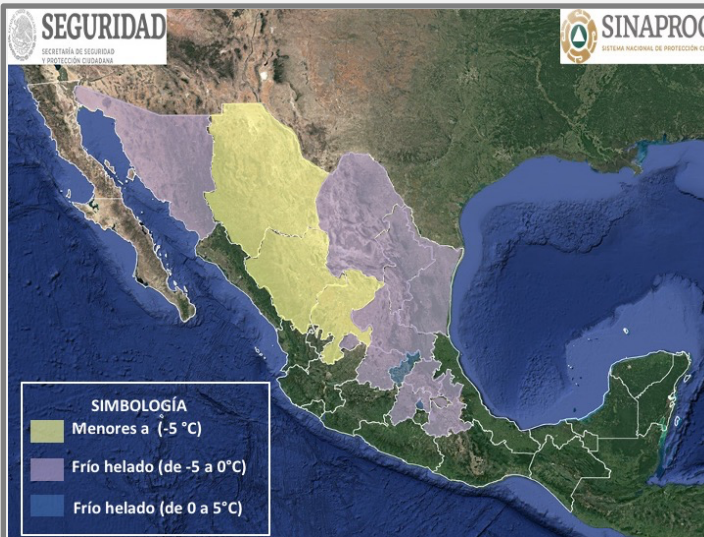 SEGURIDAD
SECRETARÍA DE SEGURIDAD
Y PROTECCIÓN CIUDADANA
SINAPROC
SISTEMA NACIONAL DE PROTECCIÓN CI
SIMBOLOGÍA
Menores a (-5 °C)
Frío helado (de -5 a 0°C)
Frío helado (de 0 a 5°C)